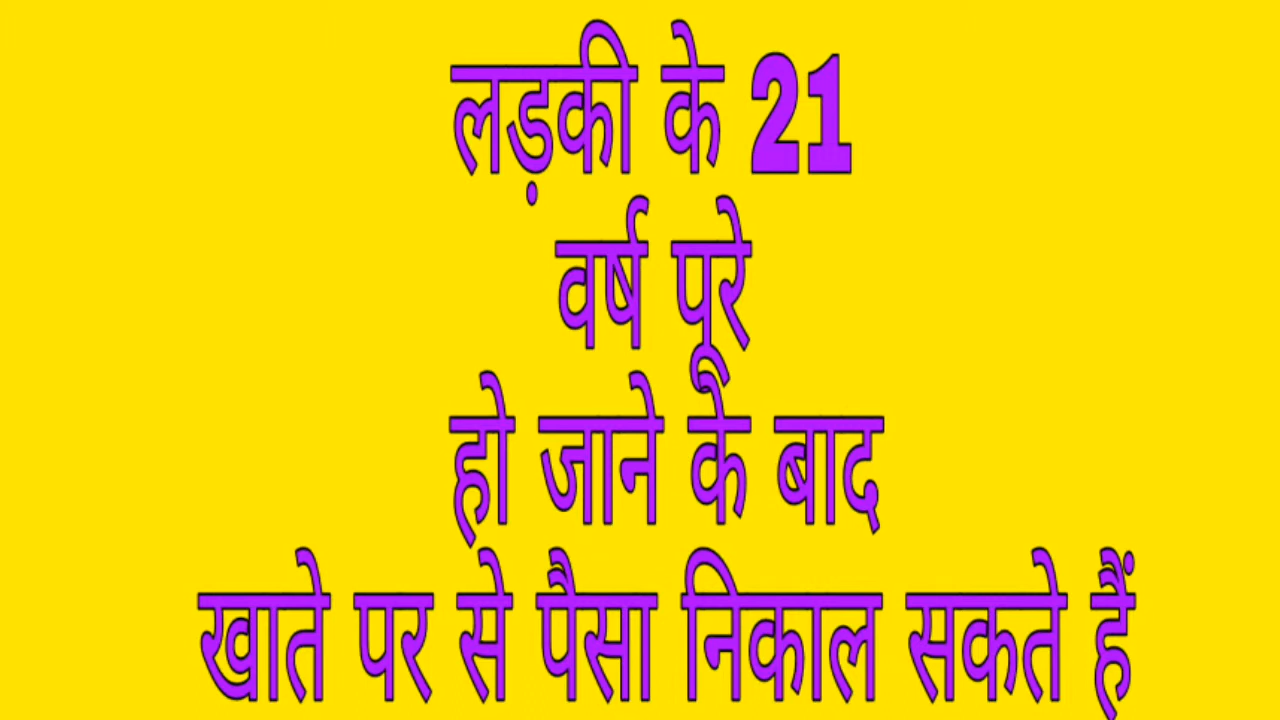 लड़की के 21
वर्ष पूरे
हो जाने के बाद
खाते पर से पैसा निकाल सकते हैं